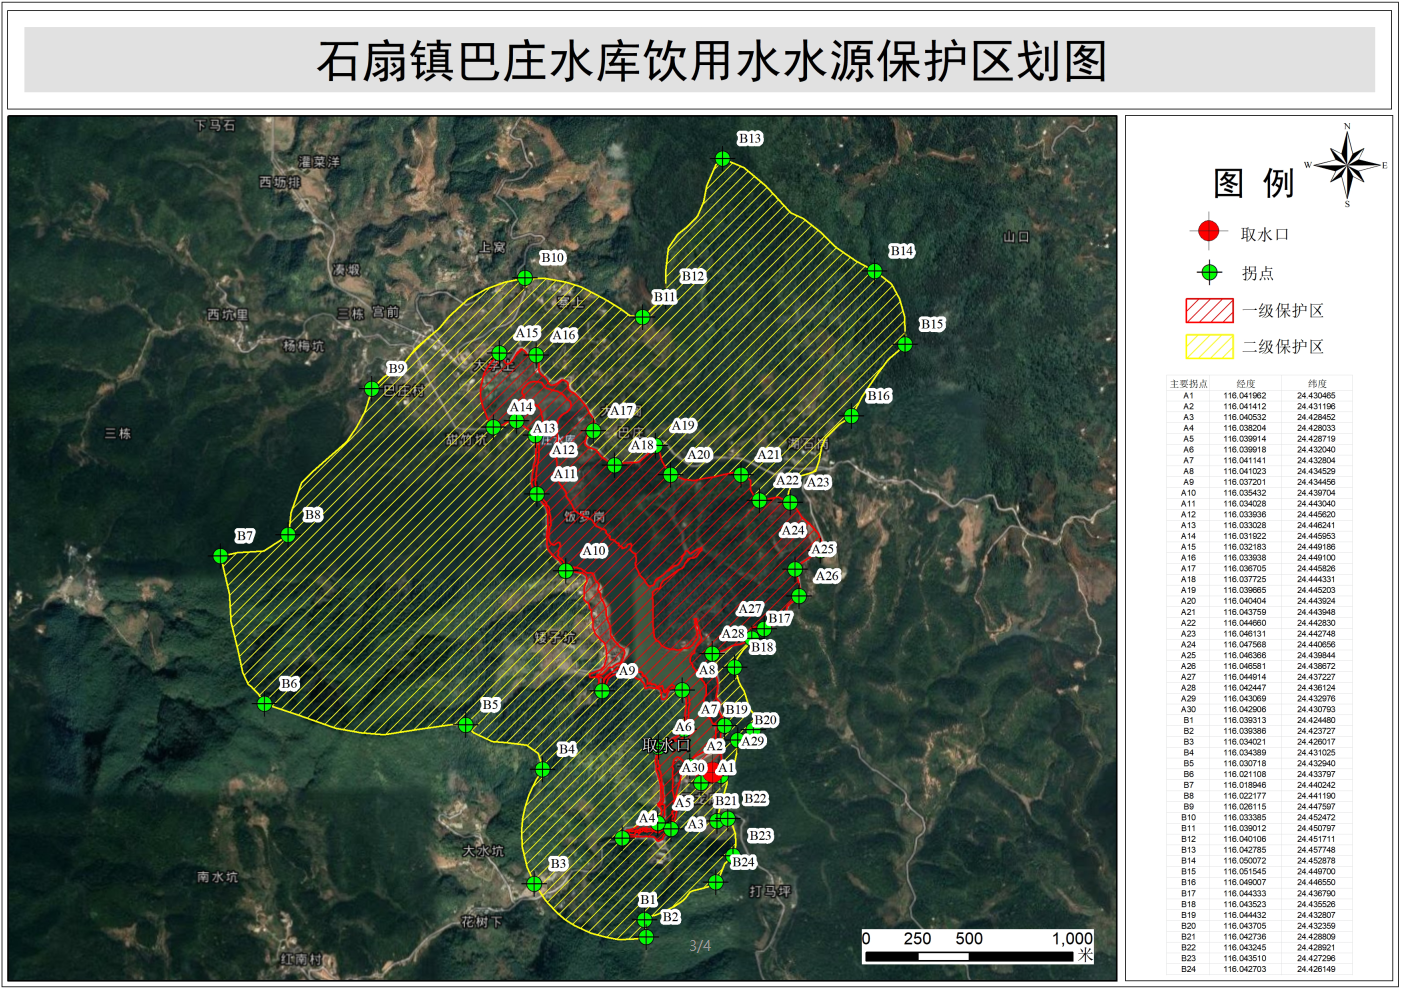 石扇镇巴庄水库饮用水水源保护区划图
下马石
灌菜洋
西坜排
B13
上窝
山口
B10
B14
凑煅
B12
塞上
西坑里
三栋 宫前
B11
B15
杨梅坑
A15
A16
大李上
B9
巴庄村
B16
A14
A17
三栋
甜竹坑
A13
巴庄
A19
A12
A18
A20
A21
A11
A22
A23
饭罗岗
A24
B8
B7
A10
A25
A26
A27
B17
A28
B18
A9
A8
B6
B5
A7
B19
B20
A6
取水口
A2
A29
B4
A30
A1
A5
B21
B22
A4
A3
大水坑
B23
B3
B24
南水坑
打马坪
B1
B2
花树下
红南村
3/4
0 250 500 1,000
米
N
W E
S
图 例
取水口
拐点
一级保护区
二级保护区
主要拐点 经度 纬度
A1 116.041962 24.430465
A2 116.041412 24.431196
A3 116.040532 24.428452
A4 116.038204 24.428033
A5 116.039914 24.428719
A6 116.039918 24.432040
A7 116.041141 24.432804
A8 116.041023 24.434529
A9 116.037201 24.434456
A10 116.035432 24.439704
A11 116.034028 24.443040
A12 116.033936 24.445620
A13 116.033028 24.446241
A14 116.031922 24.445953
A15 116.032183 24.449186
A16 116.033938 24.449100
A17 116.036705 24.445826
A18 116.037725 24.444331
A19 116.039665 24.445203
A20 116.040404 24.443924
A21 116.043759 24.443948
A22 116.044660 24.442830
A23 116.046131 24.442748
A24 116.047568 24.440656
A25 116.046366 24.439844
A26 116.046581 24.438672
A27 116.044914 24.437227
A28 116.042447 24.436124
A29 116.043069 24.432976
A30 116.042906 24.430793
B1 116.039313 24.424480
B2 116.039386 24.423727
B3 116.034021 24.426017
B4 116.034389 24.431025
B5 116.030718 24.432940
B6 116.021108 24.433797
B7 116.018946 24.440242
B8 116.022177 24.441190
B9 116.026115 24.447597
B10 116.033385 24.452472
B11 116.039012 24.450797
B12 116.040106 24.451711
B13 116.042785 24.457748
B14 116.050072 24.452878
B15 116.051545 24.449700
B16 116.049007 24.446550
B17 116.044333 24.436790
B18 116.043523 24.435526
B19 116.044432 24.432807
B20 116.043705 24.432359
B21 116.042736 24.428809
B22 116.043245 24.428921
B23 116.043510 24.427296
B24 116.042703 24.426149